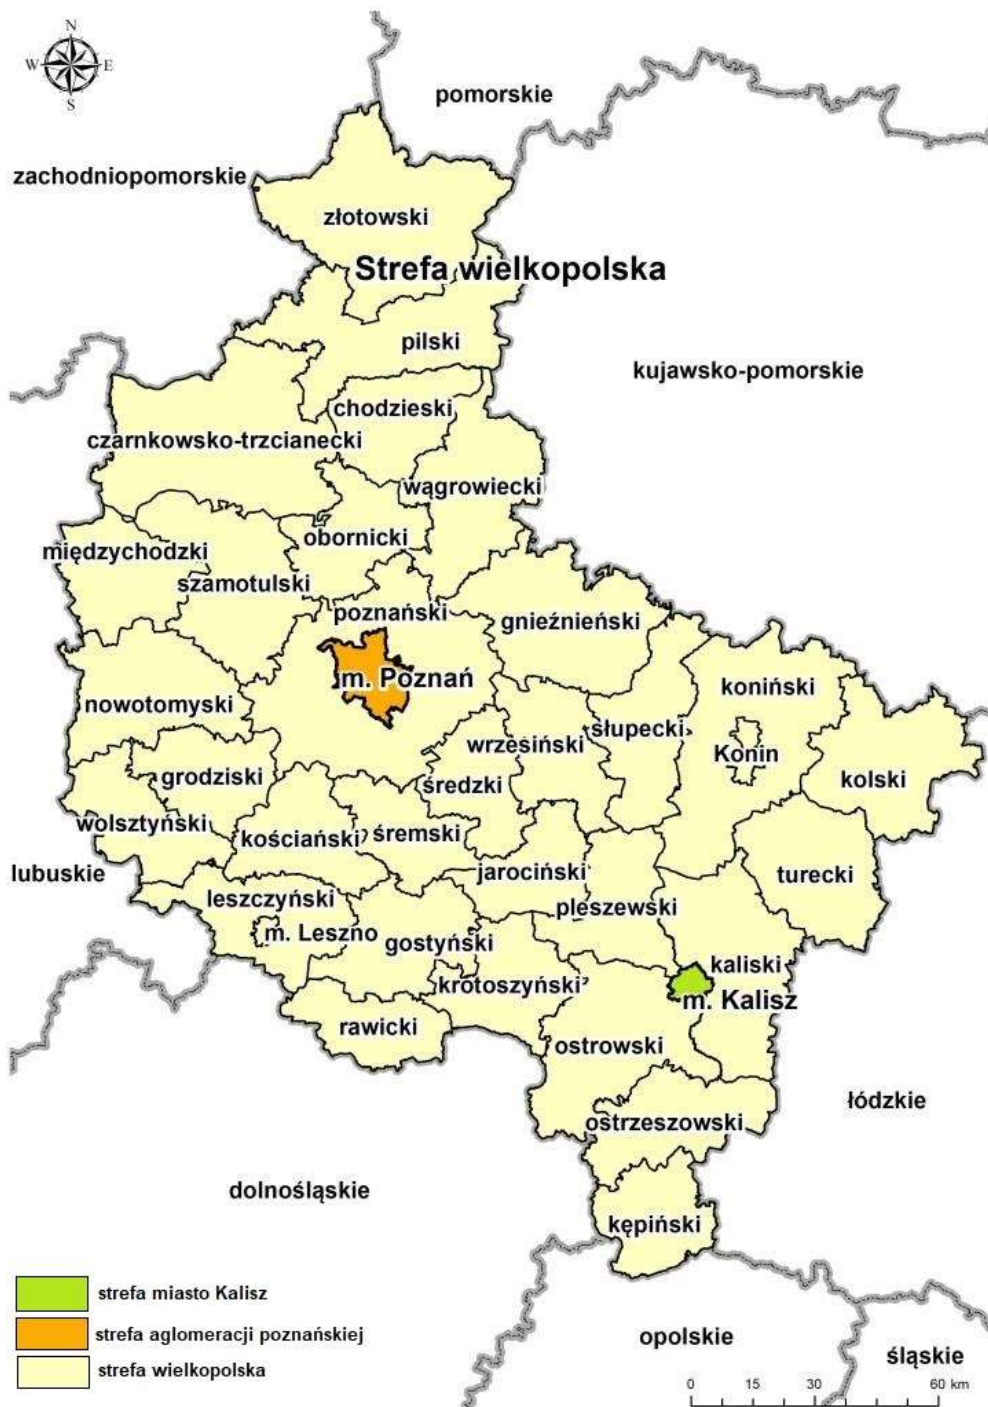 N
W E
S
pomorskie
zachodniopomorskie
złotowski
Strefa wielkopolska
pilski
kujawsko-pomorskie
chodzieski
czarnkowsko-trzcianecki
wągrowiecki
obornicki
międzychodzki
szamotulski
poznański
gnieźnieński
m. Poznań
koniński
nowotomyski
słupecki
wrzesiński
Konin
grodziski
średzki
kolski
wolsztyński
śremski
kościański
lubuskie
jarociński
turecki
leszczyński
pleszewski
m. Leszno
gostyński
kaliski
krotoszyński
m. Kalisz
rawicki
ostrowski
łódzkie
ostrzeszowski
dolnośląskie
kępiński
strefa miasto Kalisz
strefa aglomeracji poznańskiej
opolskie
śląskie
strefa wielkopolska
0 15 30 60 km